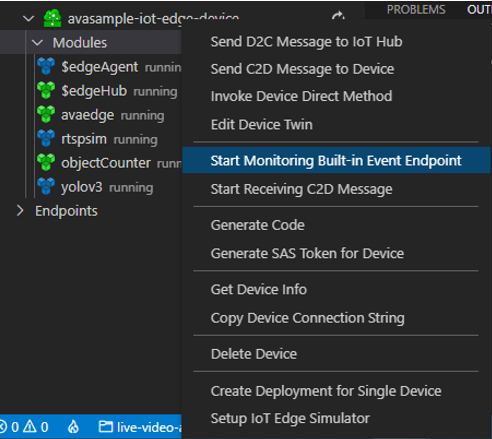 PROBLEMS
OUT
avasample-iot-edge-device
Modules
$edgeAgent runnin
$edgeHub running
avaedge running
rtspsim running
objectCounter runn
yolov3 running
Endpoints
Send D2C Message to IoT Hub
Send C2D Message to Device
Invoke Device Direct Method
Edit Device Twin
Start Monitoring Built-in Event Endpoint
Start Receiving C2D Message
Generate Code
Generate SAS Token for Device
Get Device Info
Copy Device Connection String
Delete Device
Create Deployment for Single Device
Setup IoT Edge Simulator
0 0 live-video-a